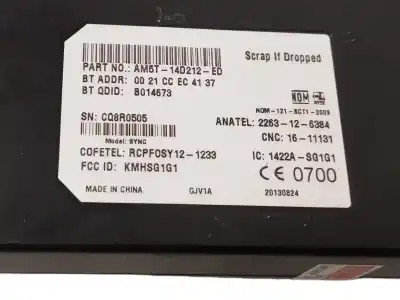 Scrap If Dropped
PART NO.: AM5T-14D212-ED
BT ADDR: 00 21 CC EC 41 37
BT QDID: B014673
NOM
NOM-121-SCT1-2009
SN: CQ8R0505
ANATEL: 2263-12-6384
Model: SYNC
CNC: 16-11131
COFETEL: RCPFOSY12-1233
IC: 1422A-SG1G1
FCC ID: KMHSG1G1
CE 0700
MADE IN CHINA
GJV1A
20130824